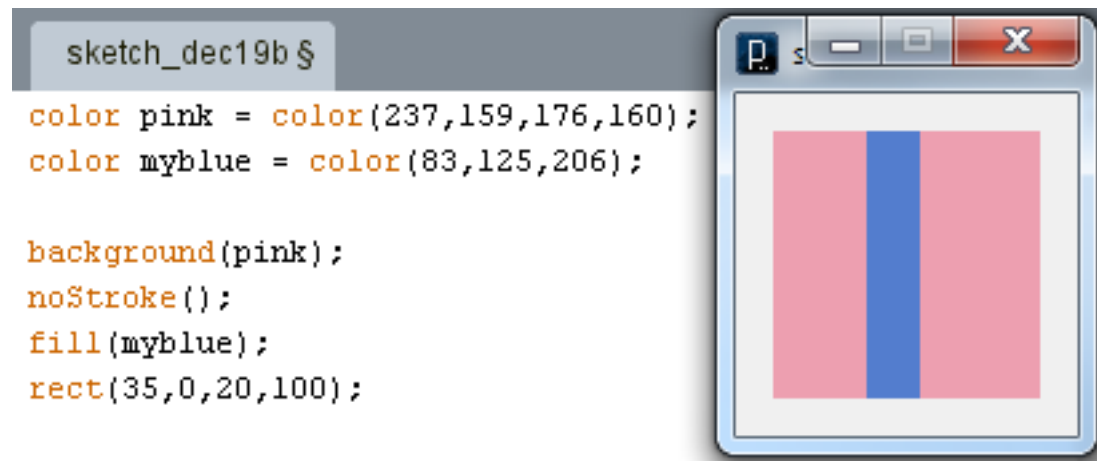 sketch_dec19b §
color pink = color(237,159,176,160);
color myblue = color(83,125,206);
background(pink);
noStroke();
fill(myblue);
rect(35,0,20,100);